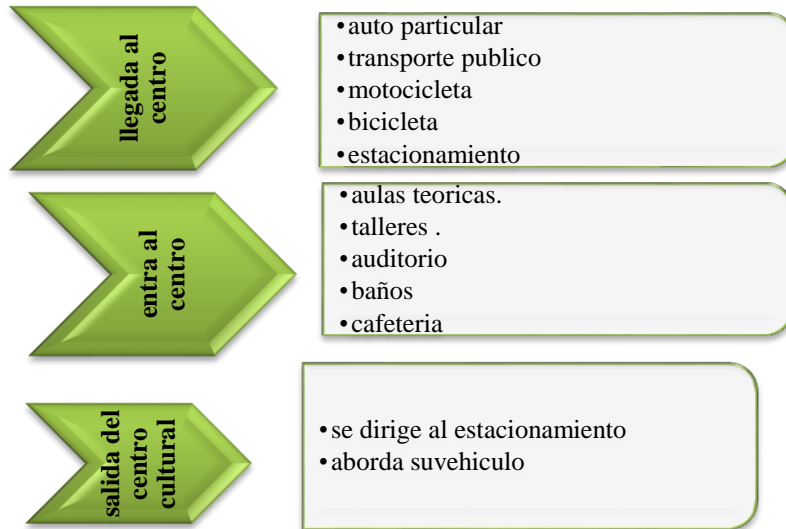 llegada al
centro
•auto particular
•transporte publico
•motocicleta
•bicicleta
•estacionamiento
entra al
centro
•aulas teoricas.
•talleres .
•auditorio
•baños
•cafeteria
salida del
centro
cultural
•se dirige al estacionamiento
•aborda suvehiculo